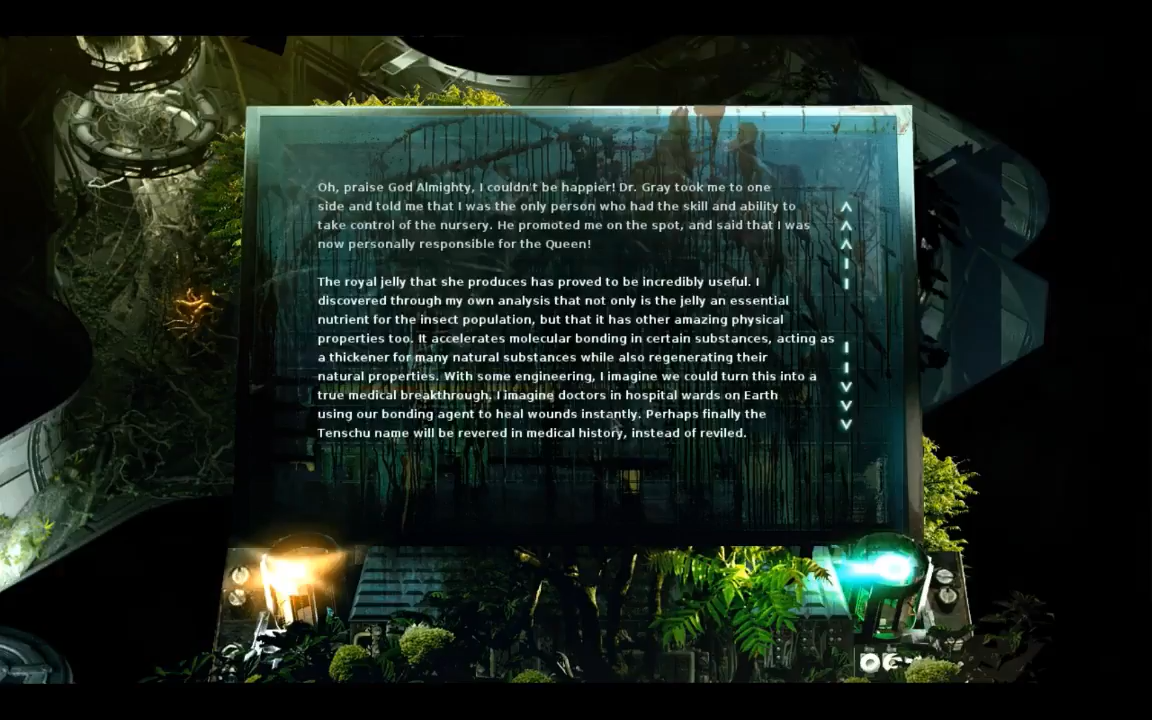 Oh, praise God Almighty, I couldn't be happier! Dr. Gray took me to one
side and told me that I was the only person who had the skill and ability to
take control of the nursery. He promoted me on the spot, and said that I was
now personally responsible for the Queen!
The royal jelly that she produces has proved to be incredibly useful. I
discovered through my own analysis that not only is the jelly an essential
nutrient for the insect population, but that it has other amazing physical
properties too. It accelerates molecular bonding in certain substances, acting as
a thickener for many natural substances while also regenerating their
natural properties. With some engineering, I imagine we could turn this into a
true medical breakthrough. I imagine doctors in hospital wards on Earth
using our bonding agent to heal wounds instantly. Perhaps finally the
Tenschu name will be revered in medical history, instead of reviled.